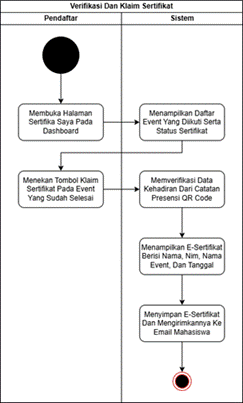 Verifikasi Dan Klaim Sertifikat
Pendaftar
Sistem
Membuka Halaman
Sertifika Saya Pada
Dashboard
Menampilkan Daftar
Event Yang Diikuti Serta
Status Sertifikat
Menekan Tombol Klaim
Sertifikat Pada Event
Yang Sudah Selesai
Memverifikasi Data
Kehadiran Dari Catatan
Presensi QR Code
Menampilkan E-Sertifikat
Berisi Nama, Nim, Nama
Event, Dan Tanggal
Menyimpan E-Sertifikat
Dan Mengirimkannya Ke
Email Mahasiswa